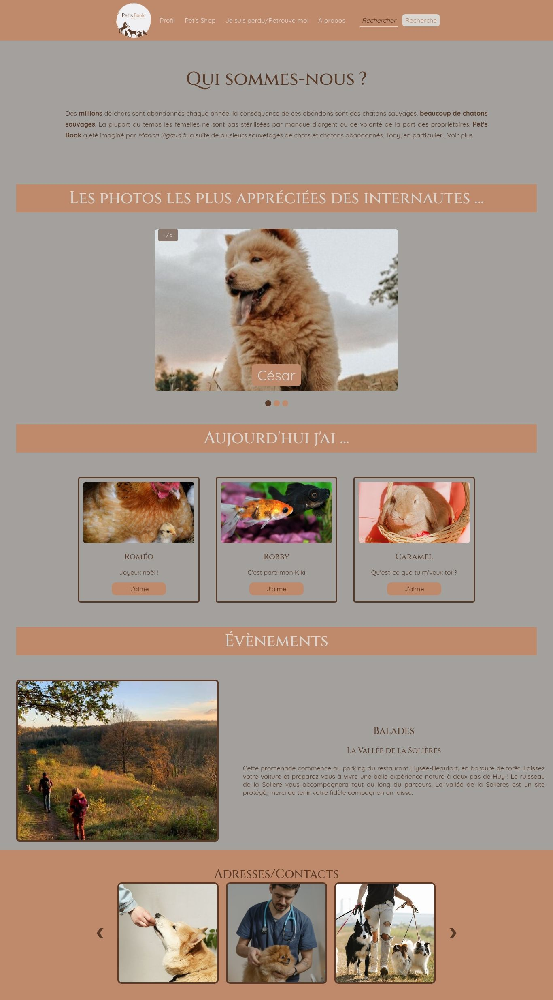 Pet's Book
Profil
Pet's Shop
Je suis perdu/Retrouve moi
A propos
Rechercher
Recherche
Qui sommes-nous ?
Des millions de chats sont abandonnés chaque année, la conséquence de ces abandons sont des chatons sauvages, beaucoup de chatons
sauvages. La plupart du temps les femelles ne sont pas stérilisées par manque d'argent ou de volonté de la part des propriétaires. Pet's
Book a été imaginé par Manon Sigaud à la suite de plusieurs sauvetages de chats et chatons abandonnés. Tony, en particulier... Voir plus
Les photos les plus appréciées des internautes ...
1 / 5
César
Aujourd'hui j'ai ...
Roméo
Joyeux noël !
J'aime
Robby
C'est parti mon Kiki
J'aime
Caramel
Qu'est-ce que tu m'veux toi ?
J'aime
Évènements
Balades
La Vallée de la Solières
Cette promenade commence au parking du restaurant Elysée-Beaufort, en bordure de forêt. Laissez
votre voiture et préparez-vous à vivre une belle expérience nature à deux pas de Huy ! Le ruisseau
de la Solière vous accompagnera tout au long du parcours. La vallée de la Solières est un site
protégé, merci de tenir votre fidèle compagnon en laisse.
Adresses/Contacts